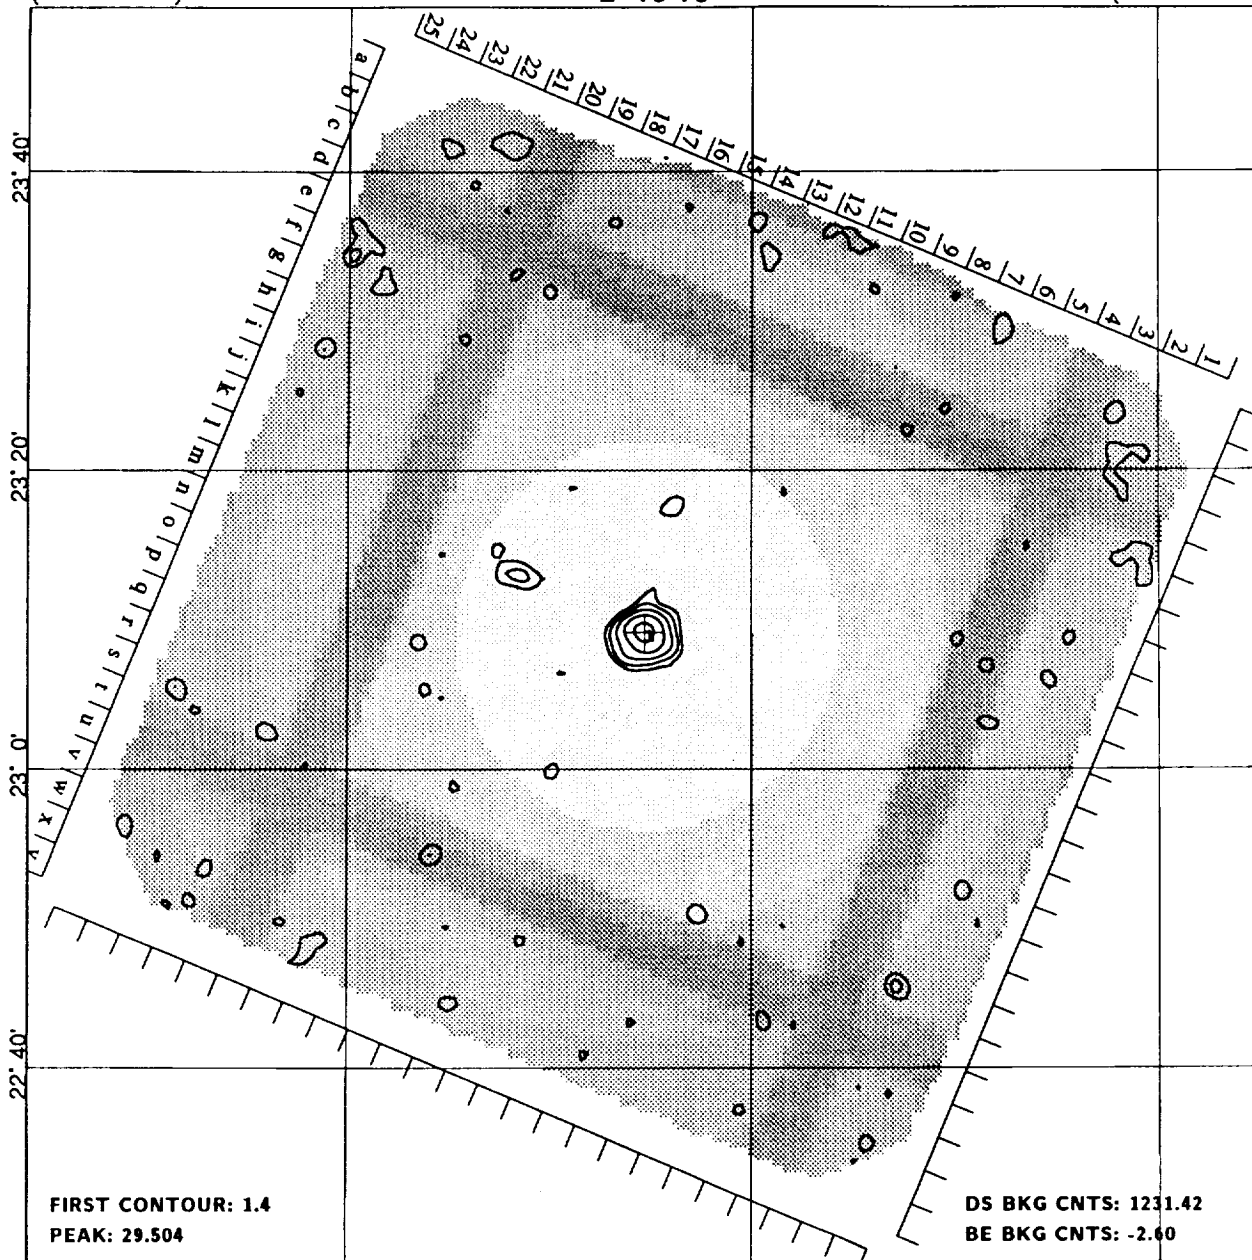 25 24 23 22 21 20 19 18 17 16 15 14 13 12 11 10 9 8 7 6 5 4 3 2 1
a b c d e f g h i j k l m n o p q r s t u v w x y
23° 40'
23° 20'
23° 0'
22° 40'
FIRST CONTOUR: 1.4
PEAK: 29.504
DS BKG CNTS: 1231.42
BE BKG CNTS: -2.60